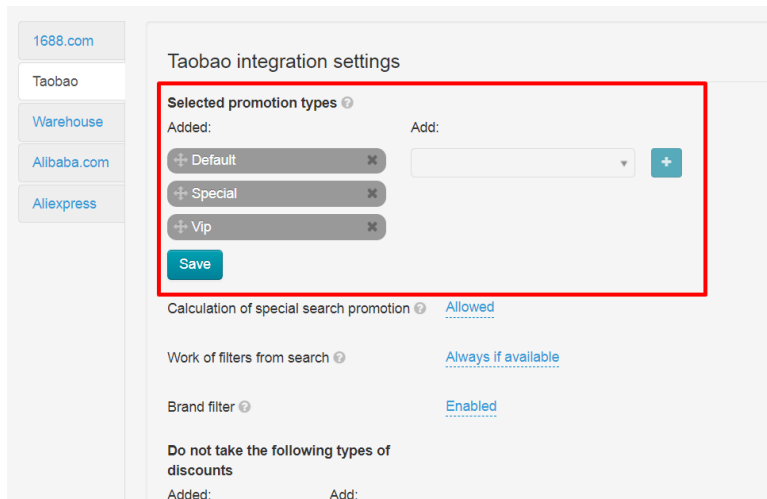 1688.com
Taobao
Warehouse
Alibaba.com
Aliexpress
Taobao integration settings
Selected promotion types ?
Added: Add:
Default
Special
Vip
Save
Calculation of special search promotion ? Allowed
Work of filters from search ? Always if available
Brand filter ? Enabled
Do not take the following types of
discounts
Added: Add: